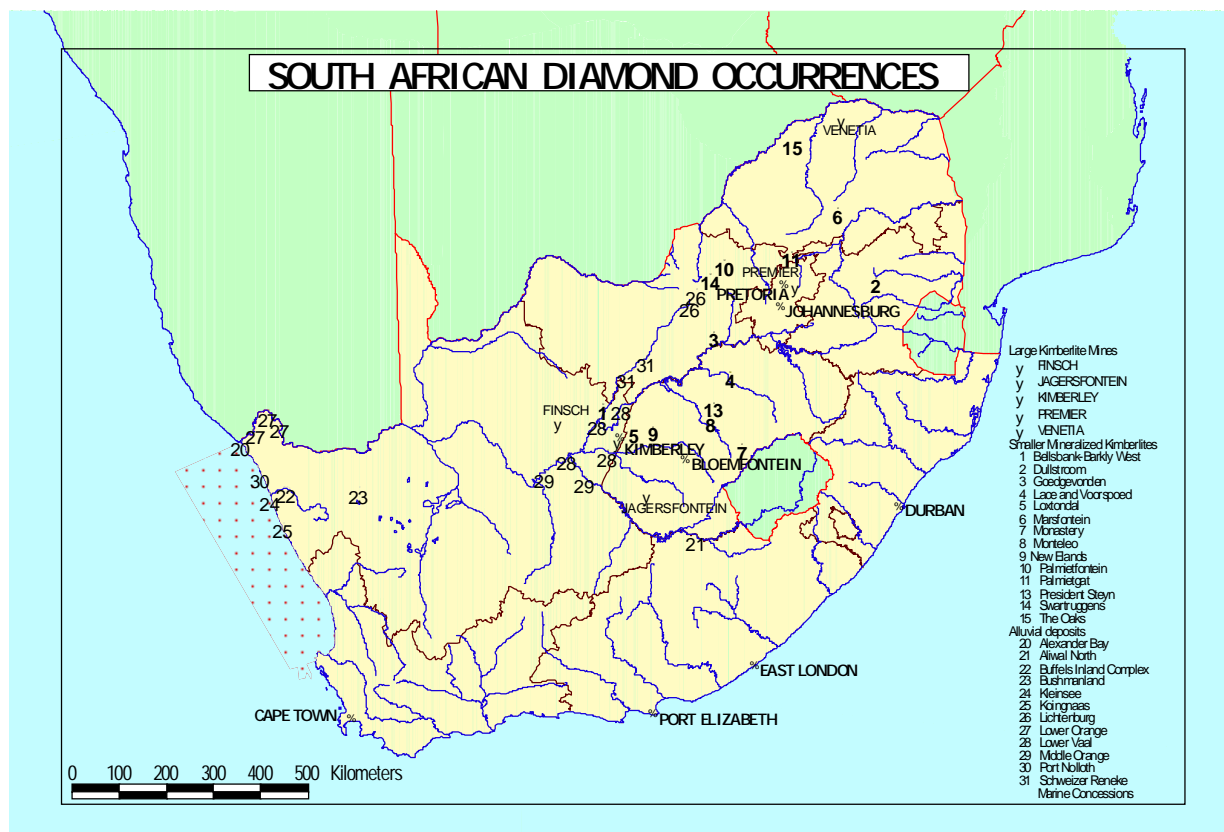 SOUTH AFRICAN DIAMOND OCCURRENCES
y
VENETIA
15
6
11
10
PREMIER
14
%
y
2
PRETORIA
26
%
JOHANNESBURG
26
3
31
31
4
FINSCH
1
28
13
y
28
8
27
27
27
20
%
5
9
y
KIMBERLEY
7
28
28
%
BLOEMFONTEIN
30
29
29
22
23
24
y
JAGERSFONTEIN
%
DURBAN
25
21
%
EAST LONDON
CAPE TOWN
%
%
PORT ELIZABETH
0 100 200 300 400 500 Kilometers
Large Kimberlite Mines
y FINSCH
y JAGERSFONTEIN
y KIMBERLEY
y PREMIER
y VENETIA
Smaller Mineralized Kimberlites
1 Bellsbank-Barkly West
2 Dullstroom
3 Goedgevonden
4 Lace and Voorspoed
5 Loxtondal
6 Marsfontein
7 Monastery
8 Monteleo
9 New Elands
10 Palmietfontein
11 Palmietgat
13 President Steyn
14 Swartruggens
15 The Oaks
Alluvial deposits
20 Alexander Bay
21 Aliwal North
22 Buffels Inland Complex
23 Bushmanland
24 Kleinsee
25 Koingnaas
26 Lichtenburg
27 Lower Orange
28 Lower Vaal
29 Middle Orange
30 Port Nolloth
31 Schweizer Reneke
Marine Concessions